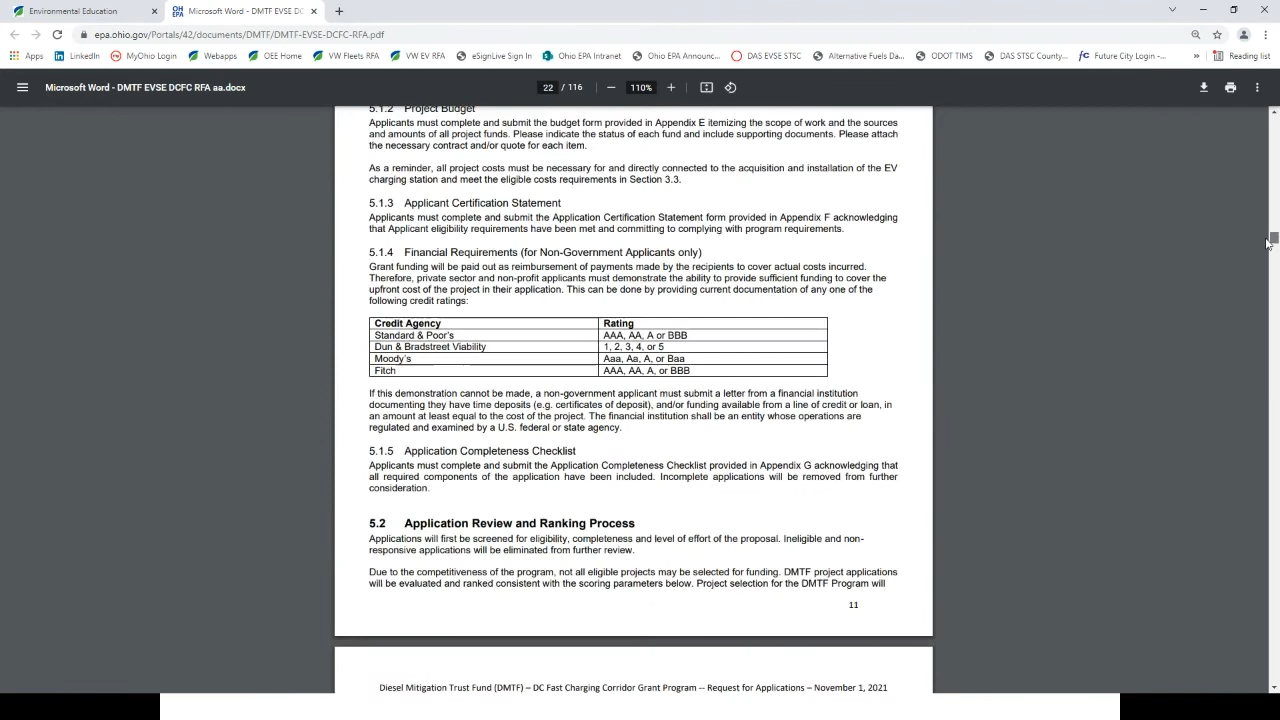 Environmental Education
OH EPA
Microsoft Word - DMTF EVSE DC
epa.ohio.gov/Portals/42/documents/DMTF/DMTF-EVSE-DCFC-RFA.pdf
Apps LinkedIn MyOhio Login Webapps OEE Home VW Fleets RFA VW EV RFA eSignLive Sign In Ohio EPA Intranet Ohio EPA Announc... DAS EVSE STSC Alternative Fuels Da... ODOT TIMS DAS STSC County... Future City Login -... » Reading list
Microsoft Word - DMTF EVSE DCFC RFA aa.docx 22 / 116 — 110% +
5.1.2 Project Budget
Applicants must complete and submit the budget form provided in Appendix E itemizing the scope of work and the sources
and amounts of all project funds. Please indicate the status of each fund and include supporting documents. Please attach
the necessary contract and/or quote for each item.
As a reminder, all project costs must be necessary for and directly connected to the acquisition and installation of the EV
charging station and meet the eligible costs requirements in Section 3.3.
5.1.3 Applicant Certification Statement
Applicants must complete and submit the Application Certification Statement form provided in Appendix F acknowledging
that Applicant eligibility requirements have been met and committing to complying with program requirements.
5.1.4 Financial Requirements (for Non-Government Applicants only)
Grant funding will be paid out as reimbursement of payments made by the recipients to cover actual costs incurred.
Therefore, private sector and non-profit applicants must demonstrate the ability to provide sufficient funding to cover the
upfront cost of the project in their application. This can be done by providing current documentation of any one of the
following credit ratings:
Credit Agency Rating
Standard & Poor's AAA, AA, A or BBB
Dun & Bradstreet Viability 1, 2, 3, 4, or 5
Moody's Aaa, Aa, A, or Baa
Fitch AAA, AA, A, or BBB
If this demonstration cannot be made, a non-government applicant must submit a letter from a financial institution
documenting they have time deposits (e.g. certificates of deposit), and/or funding available from a line of credit or loan, in
an amount at least equal to the cost of the project. The financial institution shall be an entity whose operations are
regulated and examined by a U.S. federal or state agency.
5.1.5 Application Completeness Checklist
Applicants must complete and submit the Application Completeness Checklist provided in Appendix G acknowledging that
all required components of the application have been included. Incomplete applications will be removed from further
consideration.
5.2 Application Review and Ranking Process
Applications will first be screened for eligibility, completeness and level of effort of the proposal. Ineligible and non-
responsive applications will be eliminated from further review.
Due to the competitiveness of the program, not all eligible projects may be selected for funding. DMTF project applications
will be evaluated and ranked consistent with the scoring parameters below. Project selection for the DMTF Program will
11
Diesel Mitigation Trust Fund (DMTF) – DC Fast Charging Corridor Grant Program -- Request for Applications – November 1, 2021